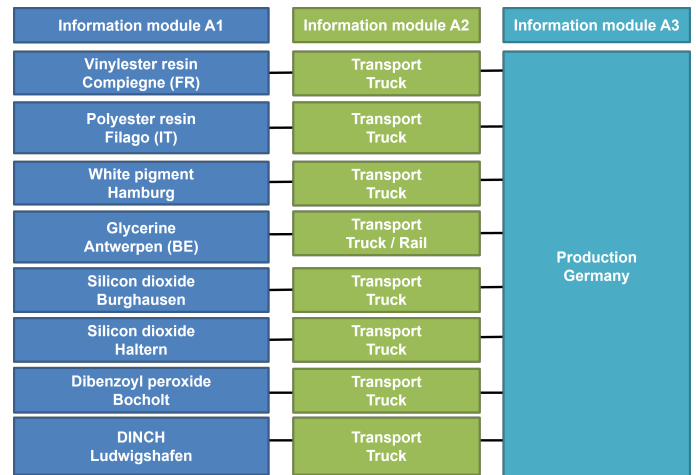 Information module A1
Information module A2
Information module A3
Vinylester resin
Compiegne (FR)
Transport
Truck
Polyester resin
Filago (IT)
Transport
Truck
White pigment
Hamburg
Transport
Truck
Glycerine
Antwerpen (BE)
Transport
Truck / Rail
Production
Germany
Silicon dioxide
Burghausen
Transport
Truck
Silicon dioxide
Haltern
Transport
Truck
Dibenzoyl peroxide
Bocholt
Transport
Truck
DINCH
Ludwigshafen
Transport
Truck